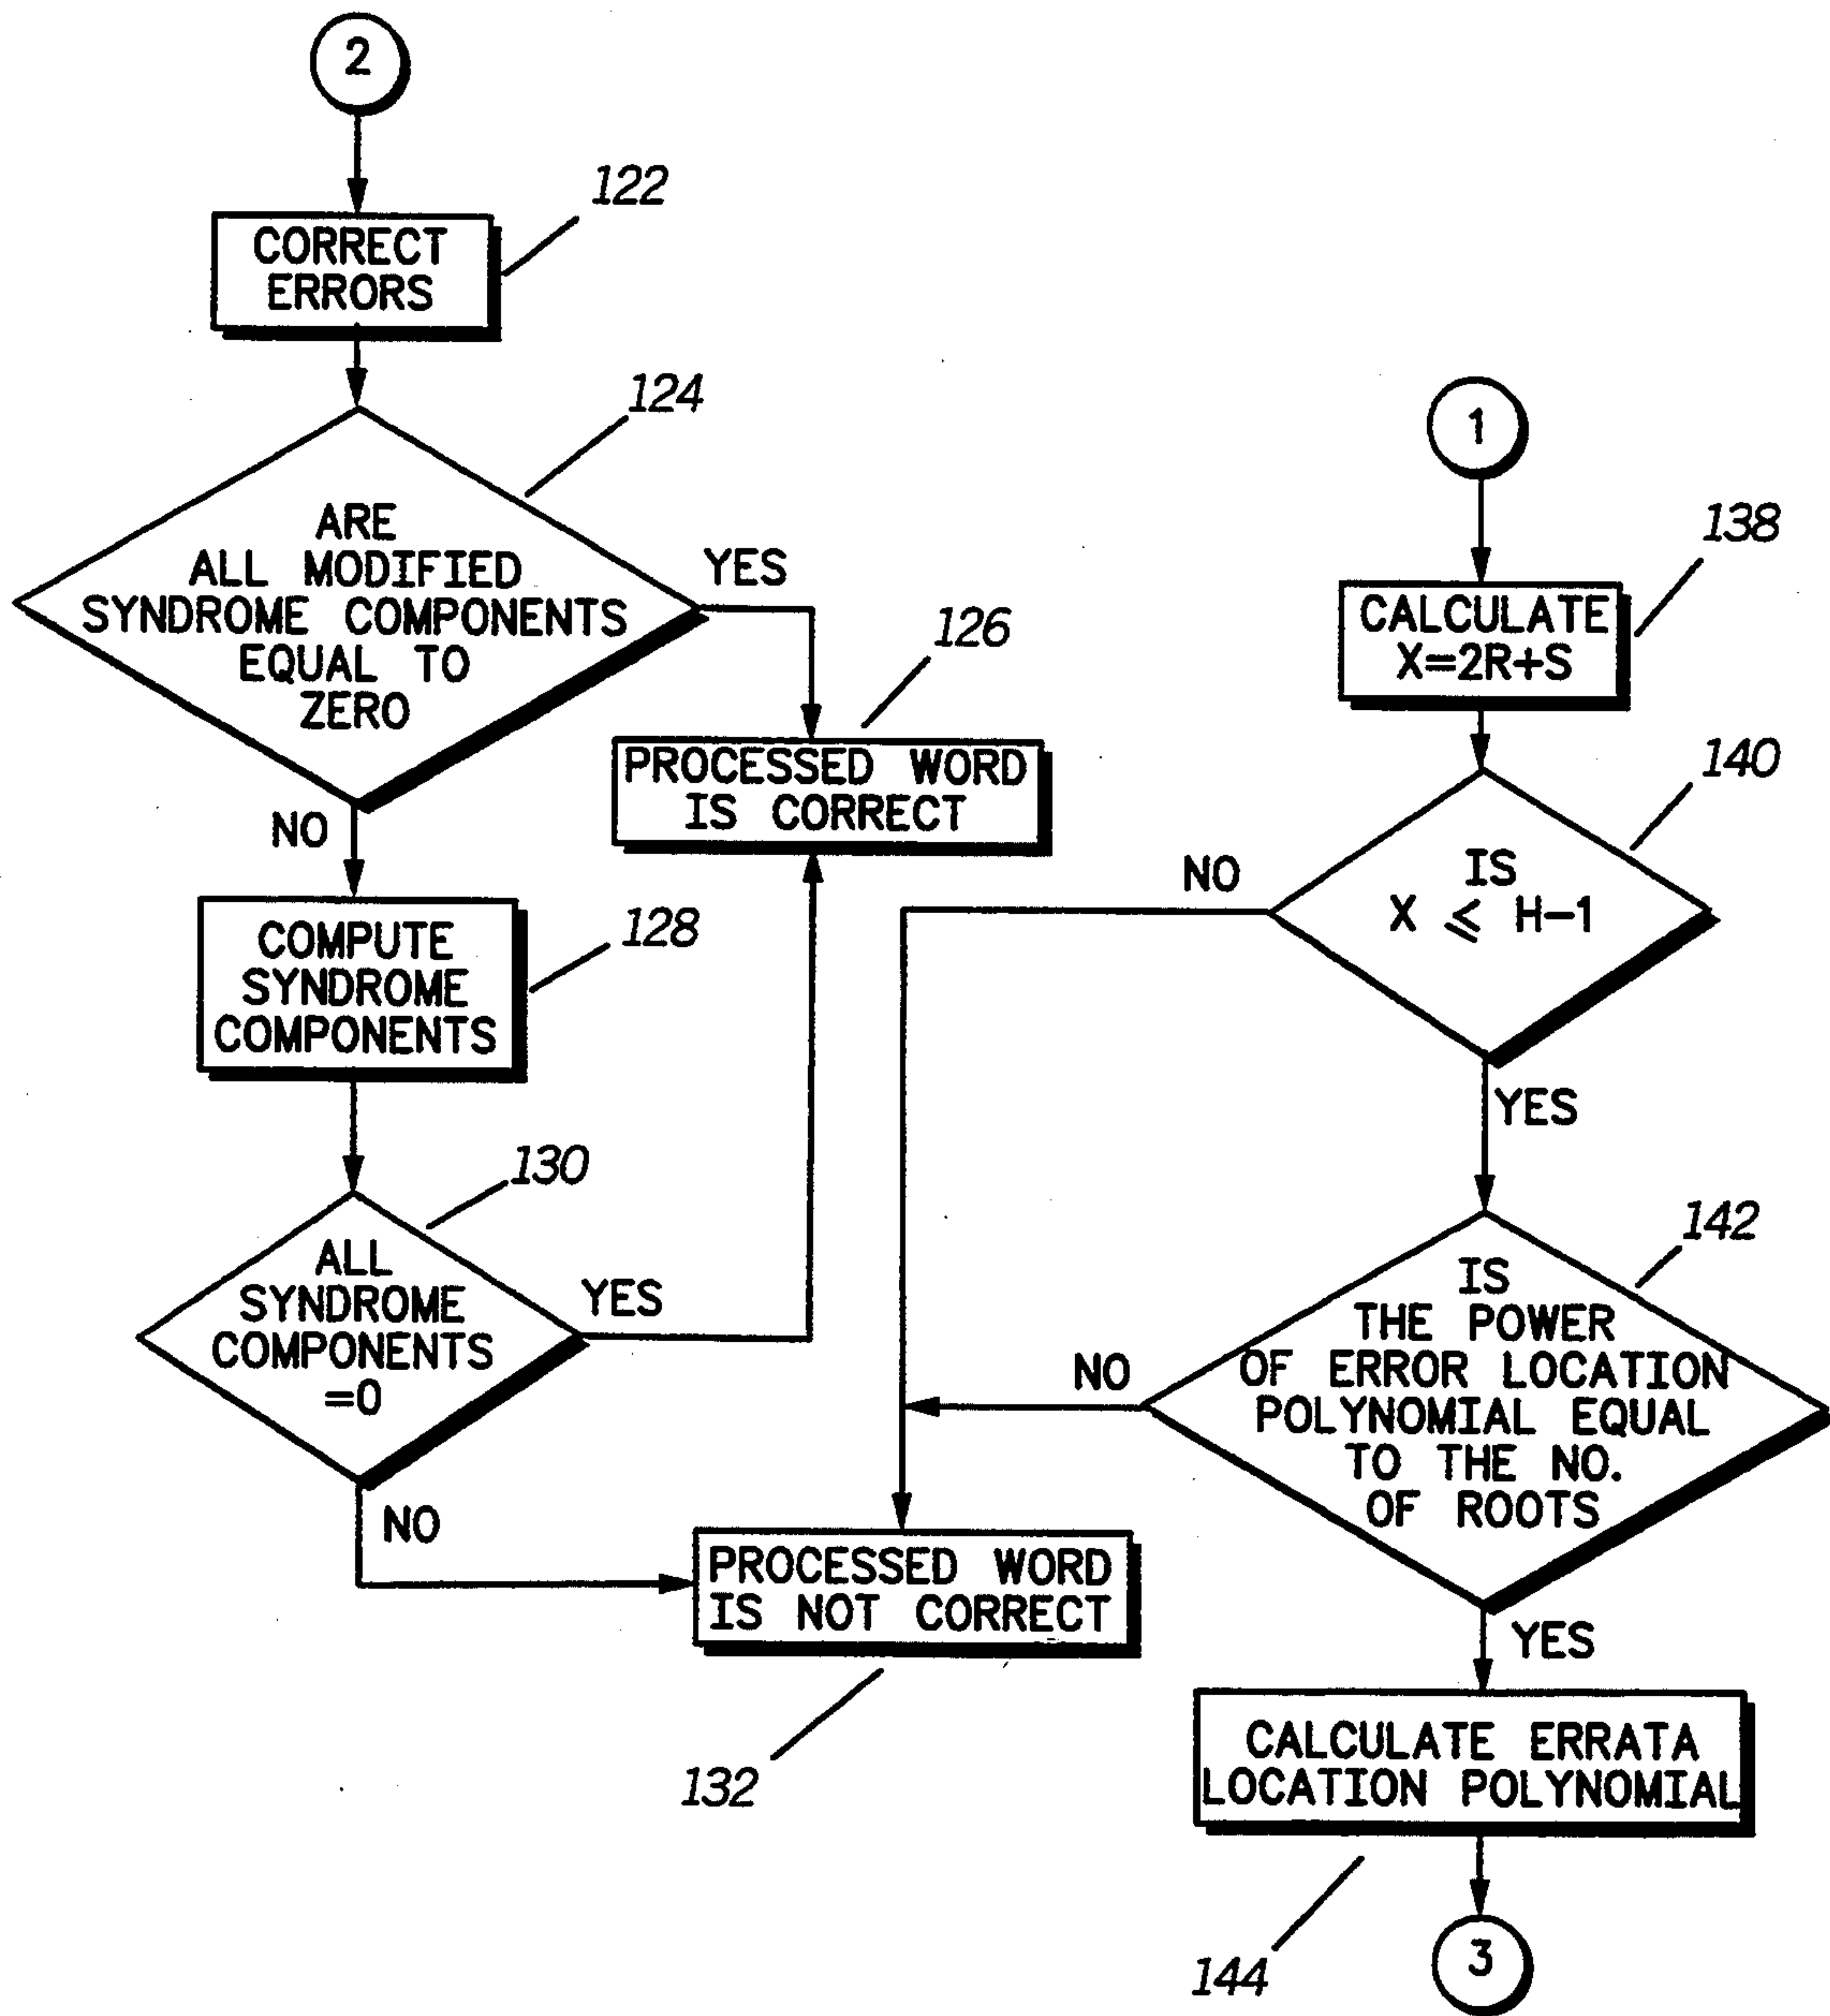 2
122
CORRECT
ERRORS
124
ARE
ALL MODIFIED
SYNDROME COMPONENTS
EQUAL TO
ZERO
YES
126
PROCESSED WORD
IS CORRECT
NO
COMPUTE
SYNDROME
COMPONENTS
128
130
ALL
SYNDROME
COMPONENTS
=0
YES
NO
PROCESSED WORD
IS NOT CORRECT
132
1
138
CALCULATE
X=2R+S
140
IS
X ⩽ H-1
NO
YES
142
IS
THE POWER
OF ERROR LOCATION
POLYNOMIAL EQUAL
TO THE NO.
OF ROOTS
NO
YES
CALCULATE ERRATA
LOCATION POLYNOMIAL
144
3